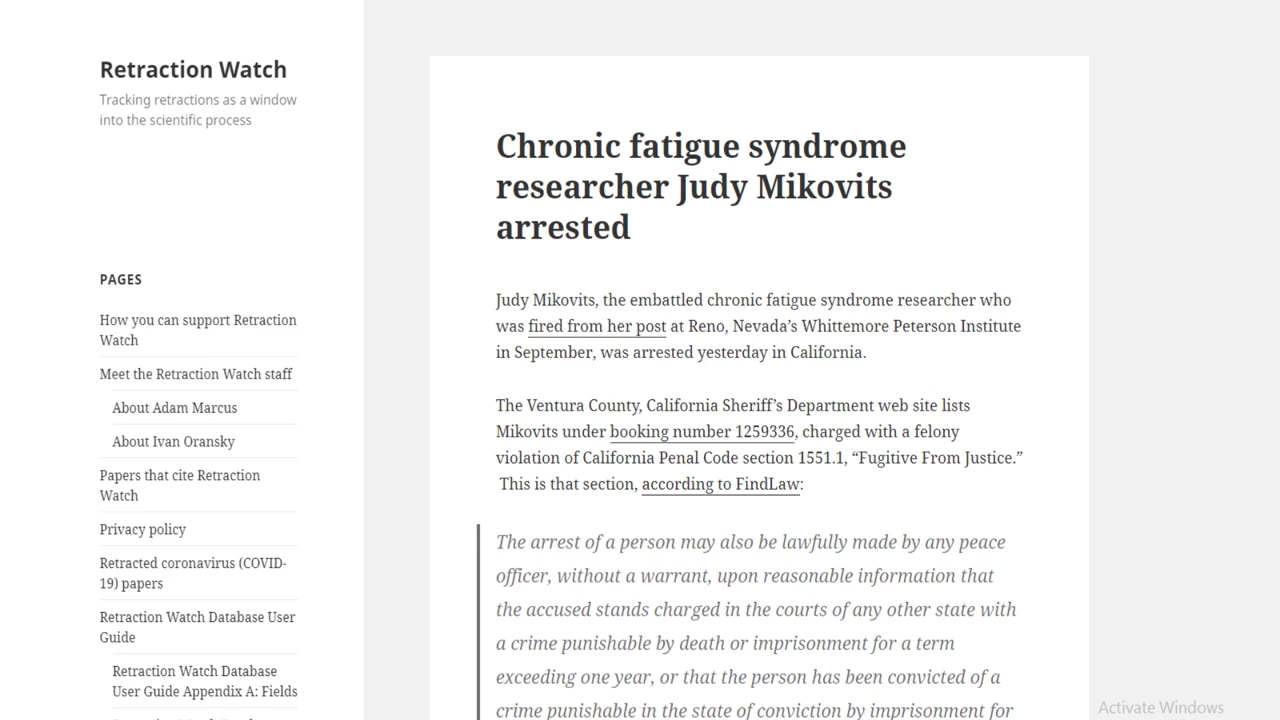 Retraction Watch
Tracking retractions as a window
into the scientific process
PAGES
How you can support Retraction
Watch
Meet the Retraction Watch staff
About Adam Marcus
About Ivan Oransky
Papers that cite Retraction
Watch
Privacy policy
Retracted coronavirus (COVID-
19) papers
Retraction Watch Database User
Guide
Retraction Watch Database
User Guide Appendix A: Fields
Chronic fatigue syndrome
researcher Judy Mikovits
arrested
Judy Mikovits, the embattled chronic fatigue syndrome researcher who
was fired from her post at Reno, Nevada’s Whittemore Peterson Institute
in September, was arrested yesterday in California.
The Ventura County, California Sheriff’s Department web site lists
Mikovits under booking number 1259336, charged with a felony
violation of California Penal Code section 1551.1, “Fugitive From Justice.”
This is that section, according to FindLaw:
The arrest of a person may also be lawfully made by any peace
officer, without a warrant, upon reasonable information that
the accused stands charged in the courts of any other state with
a crime punishable by death or imprisonment for a term
exceeding one year, or that the person has been convicted of a
crime punishable in the state of conviction by imprisonment for
Activate Windows